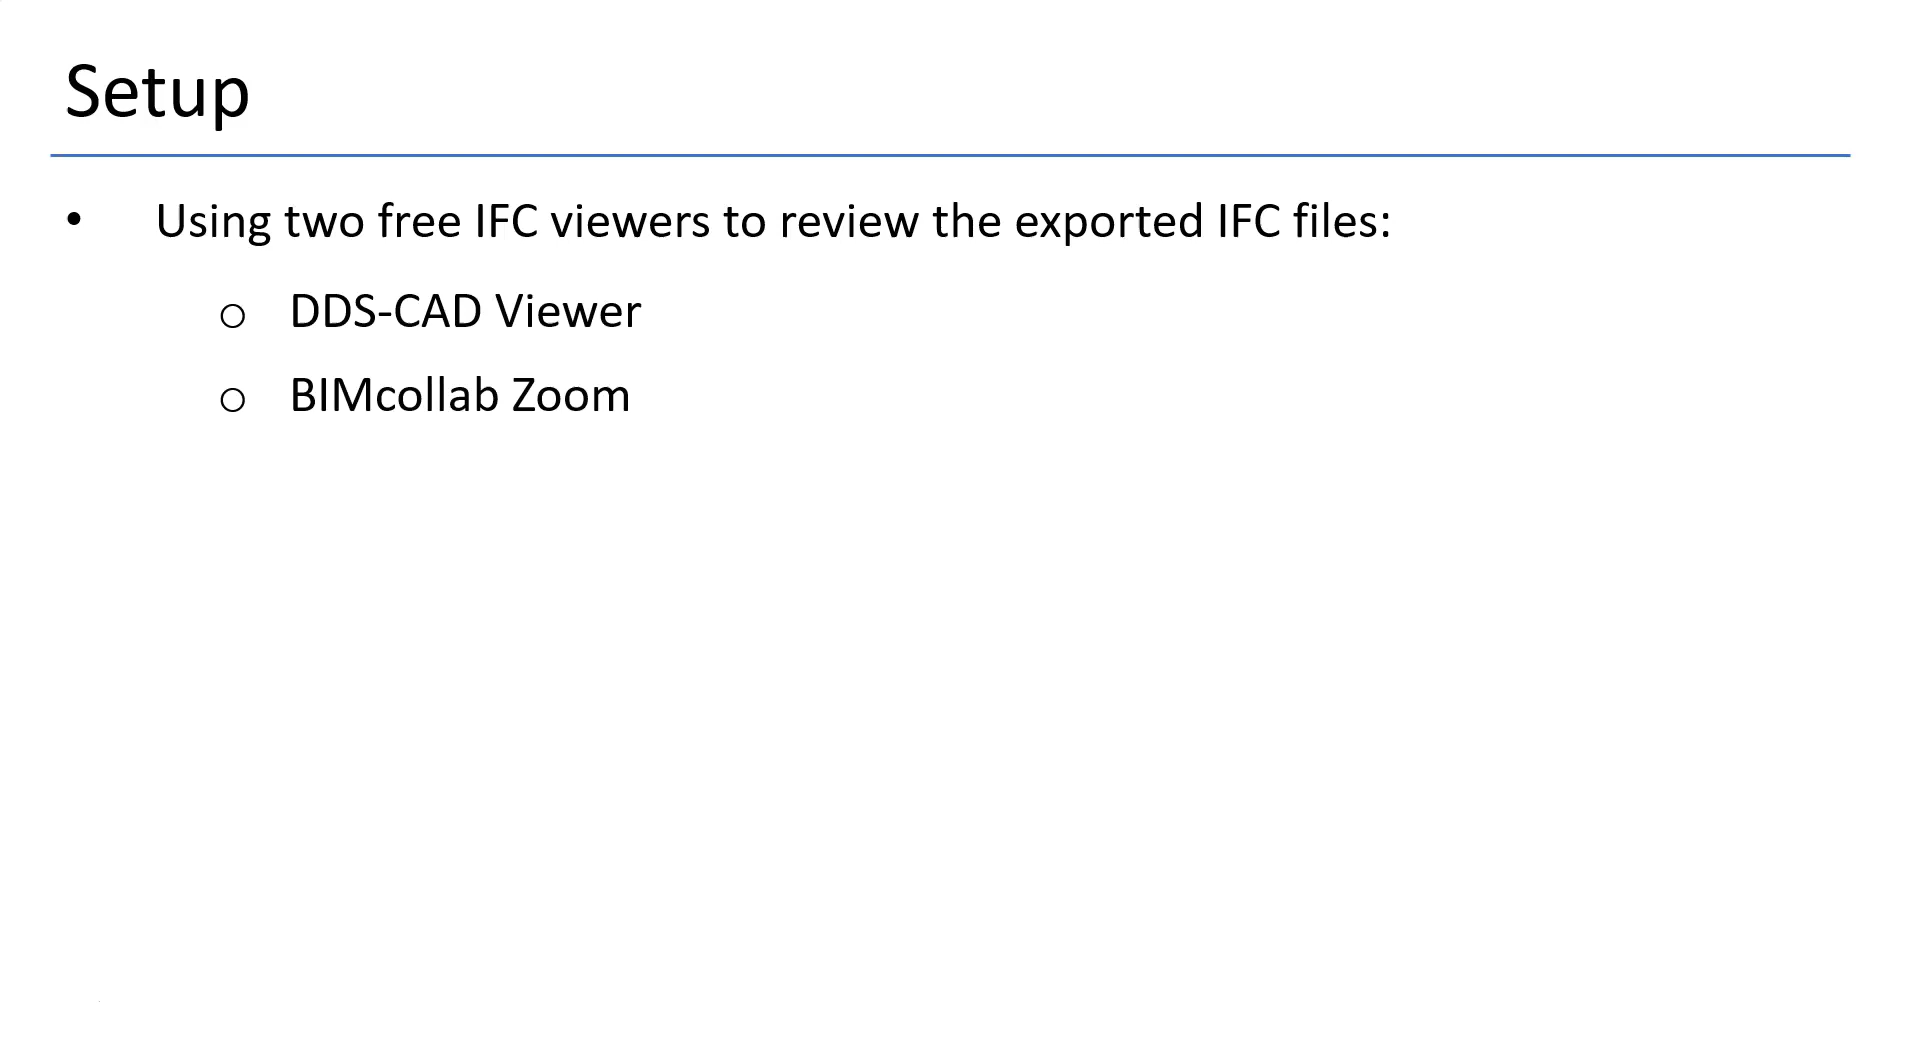 Setup
• Using two free IFC viewers to review the exported IFC files:
o DDS-CAD Viewer
o BIMcollab Zoom